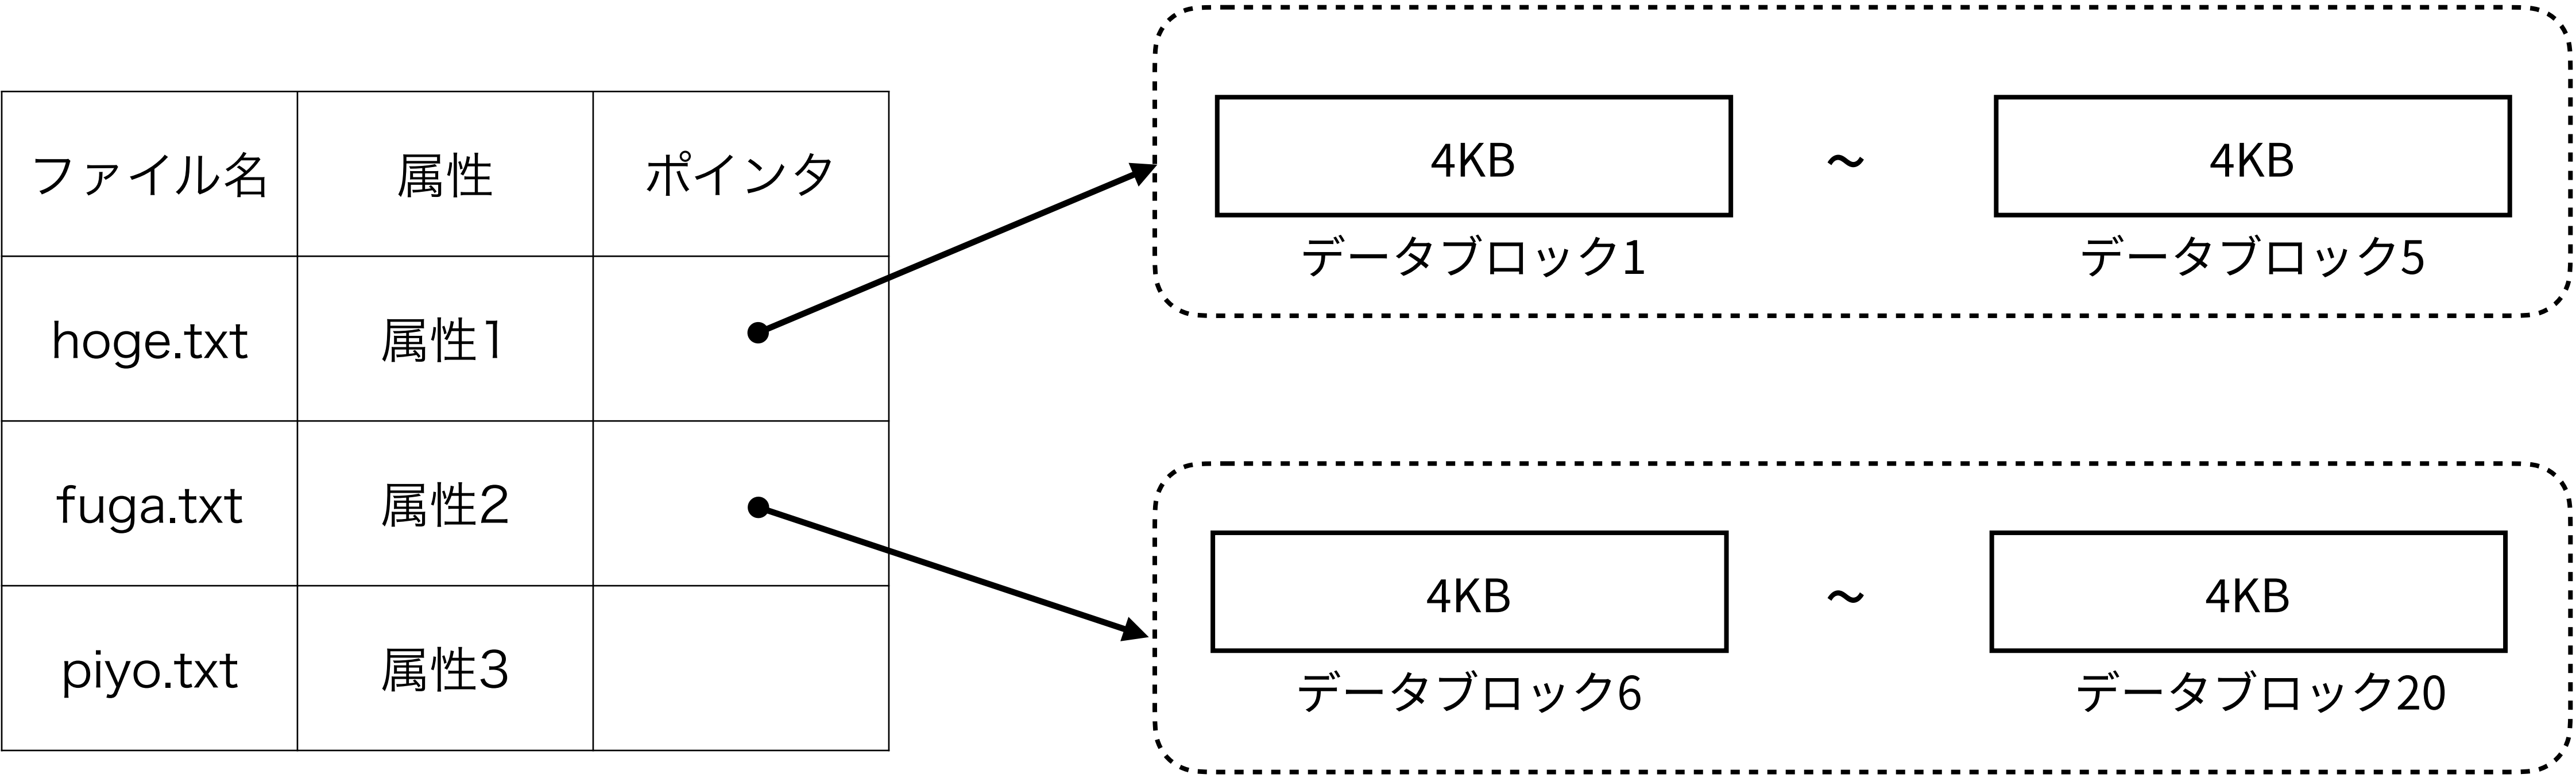 ファイル名 属性 ポインタ
hoge.txt 属性1
fuga.txt 属性2
piyo.txt 属性3
4KB ~ 4KB
データブロック1 データブロック5
4KB ~ 4KB
データブロック6 データブロック20